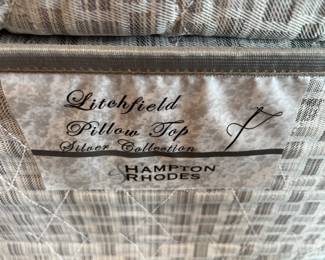 Litchfield
Pillow Top
Silver Collection
HAMPTON
RHODES